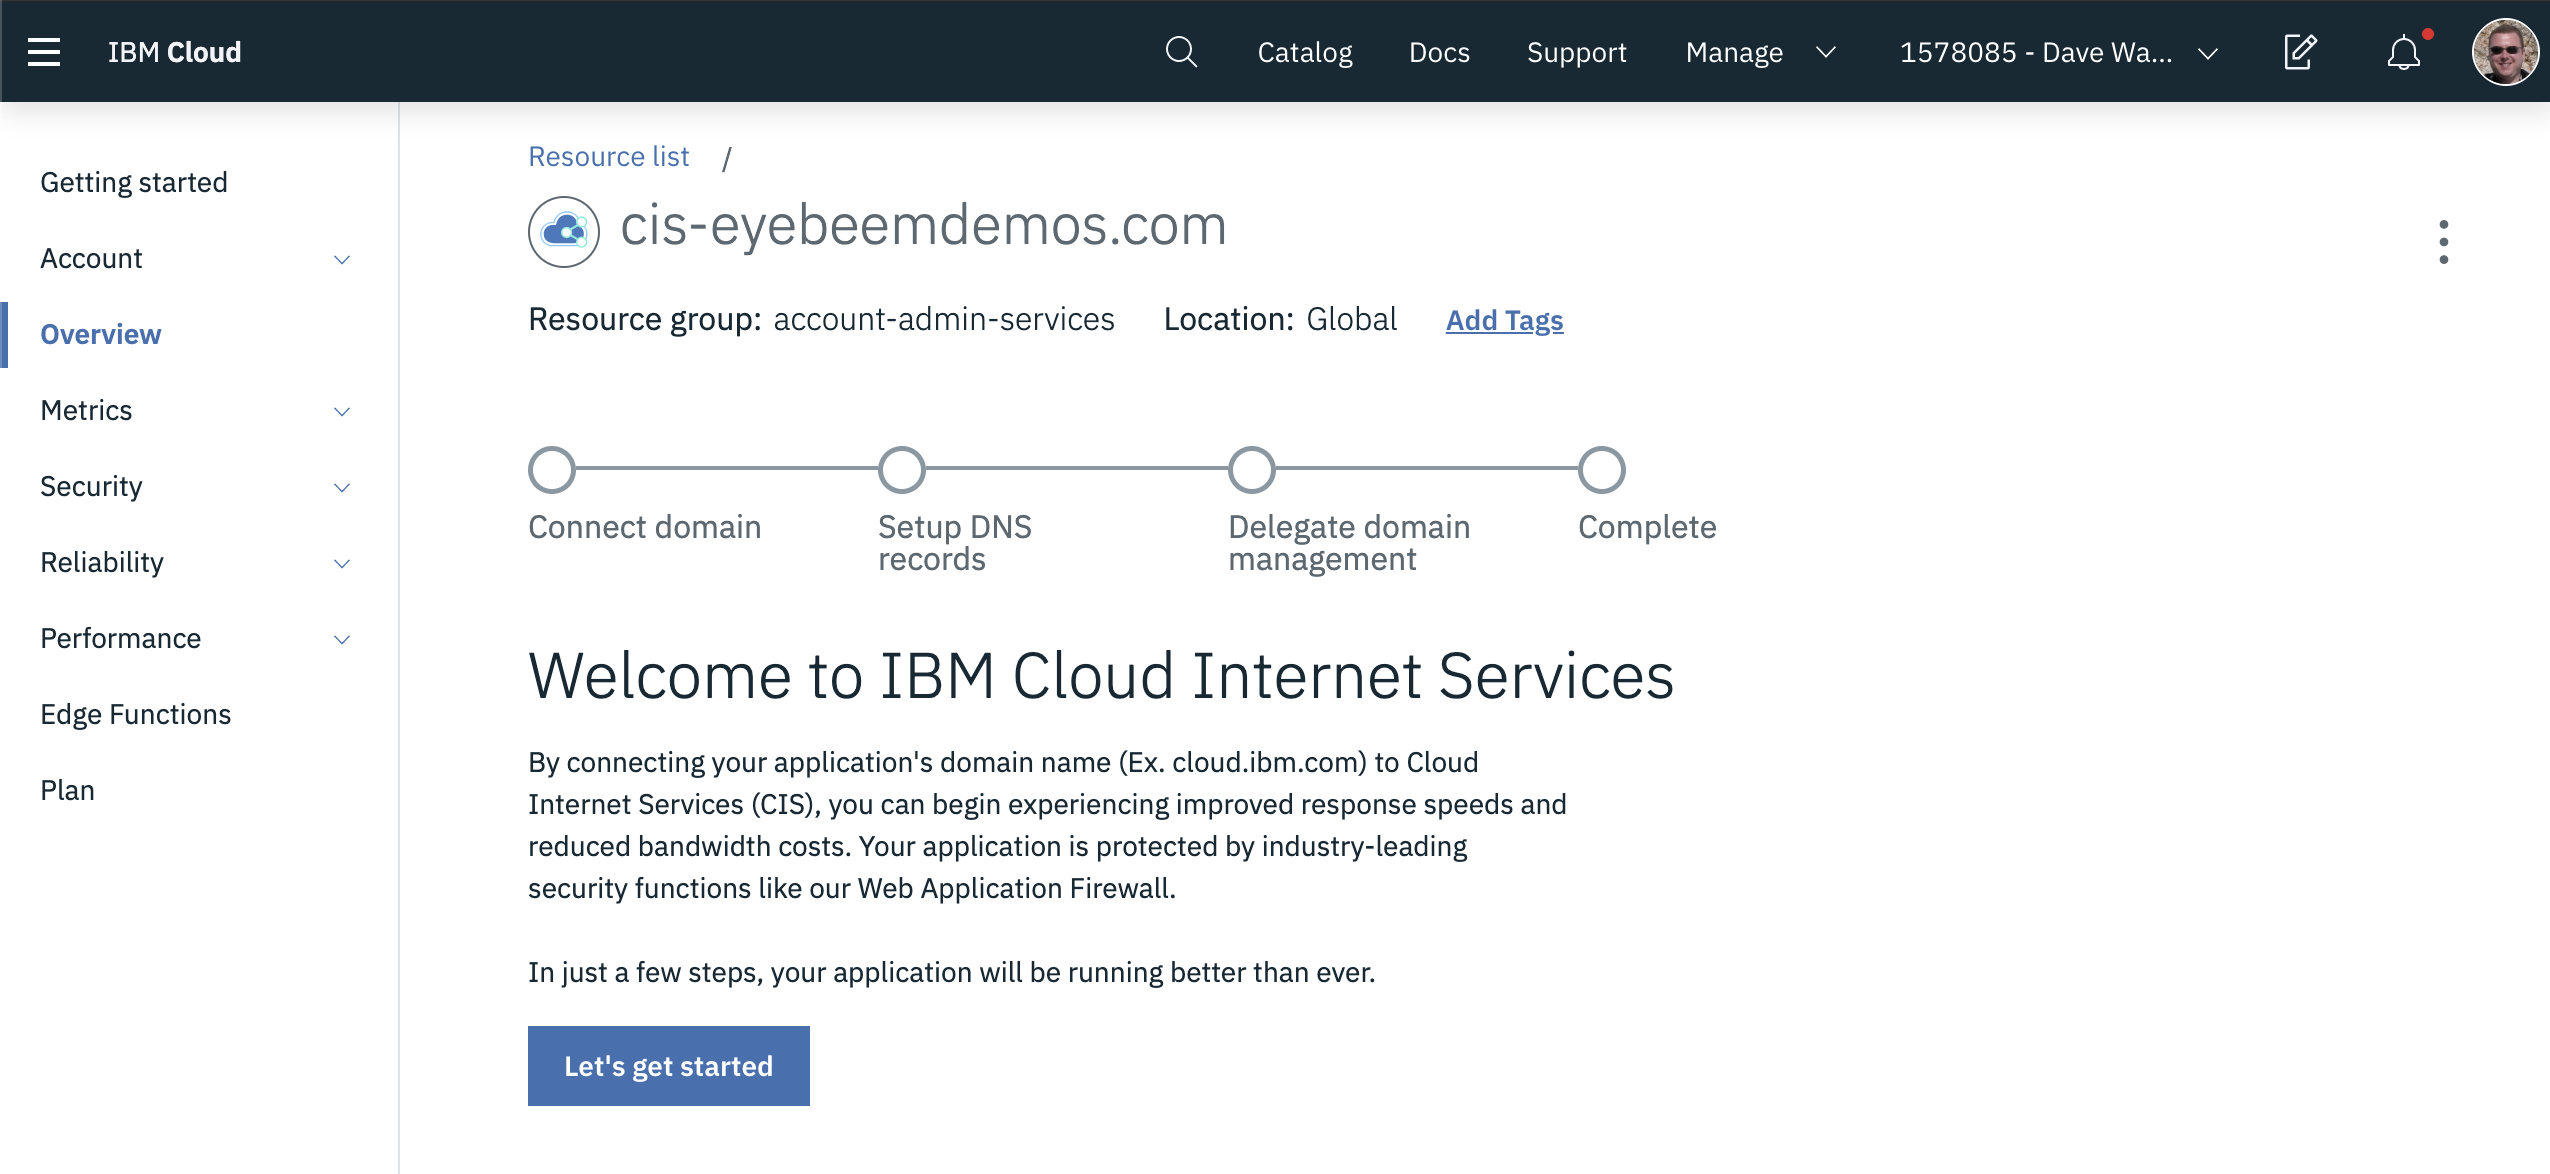 IBM Cloud
Catalog
Docs
Support
Manage
1578085 - Dave Wa...
Getting started
Account
Overview
Metrics
Security
Reliability
Performance
Edge Functions
Plan
Resource list /
cis-eyebeemdemos.com
Resource group: account-admin-services Location: Global Add Tags
Connect domain
Setup DNS
records
Delegate domain
management
Complete
Welcome to IBM Cloud Internet Services
By connecting your application's domain name (Ex. cloud.ibm.com) to Cloud
Internet Services (CIS), you can begin experiencing improved response speeds and
reduced bandwidth costs. Your application is protected by industry-leading
security functions like our Web Application Firewall.
In just a few steps, your application will be running better than ever.
Let's get started